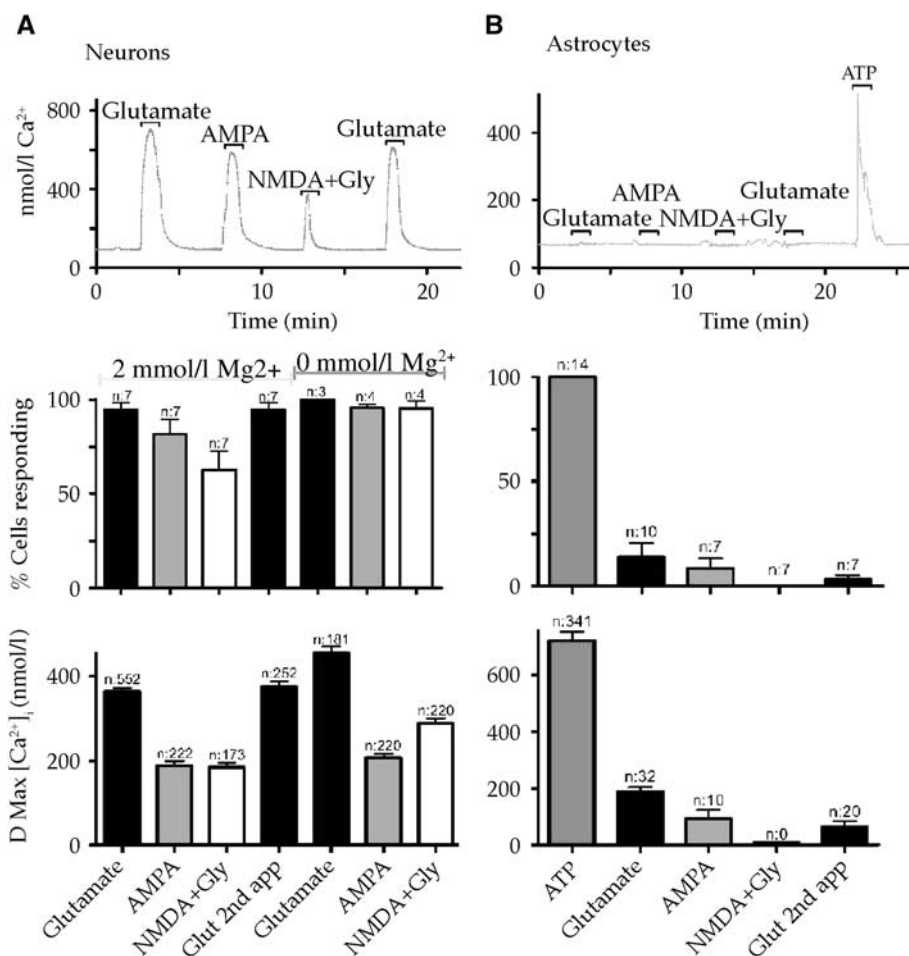 A
Neurons
nmol/l Ca²⁺
800
400
0
Glutamate
AMPA
NMDA+Gly
Glutamate
0
10
20
Time (min)
B
Astrocytes
400
200
0
Glutamate
AMPA
NMDA+Gly
Glutamate
ATP
0
10
20
Time (min)
2 mmol/l Mg2+
0 mmol/l Mg²⁺
% Cells responding
100
50
0
n:7
n:7
n:7
n:7
n:3
n:4
n:4
100
50
0
n:14
n:10
n:7
n:7
n:7
D Max [Ca²⁺]ᵢ (nmol/l)
400
200
0
n:552
n:222
n:173
n:252
n:181
n:220
n:220
Glutamate
AMPA
NMDA+Gly
Glut 2nd app
Glutamate
AMPA
NMDA+Gly
600
400
200
0
n:341
n:32
n:10
n:0
n:20
ATP
Glutamate
AMPA
NMDA+Gly
Glut 2nd app